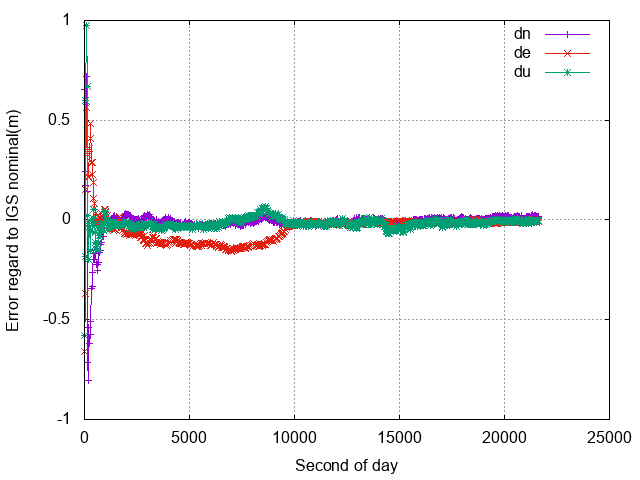 1
0.5
0
-0.5
-1
Error regard to IGS nominal(m)
dn
de
du
0
5000
10000
15000
20000
25000
Second of day